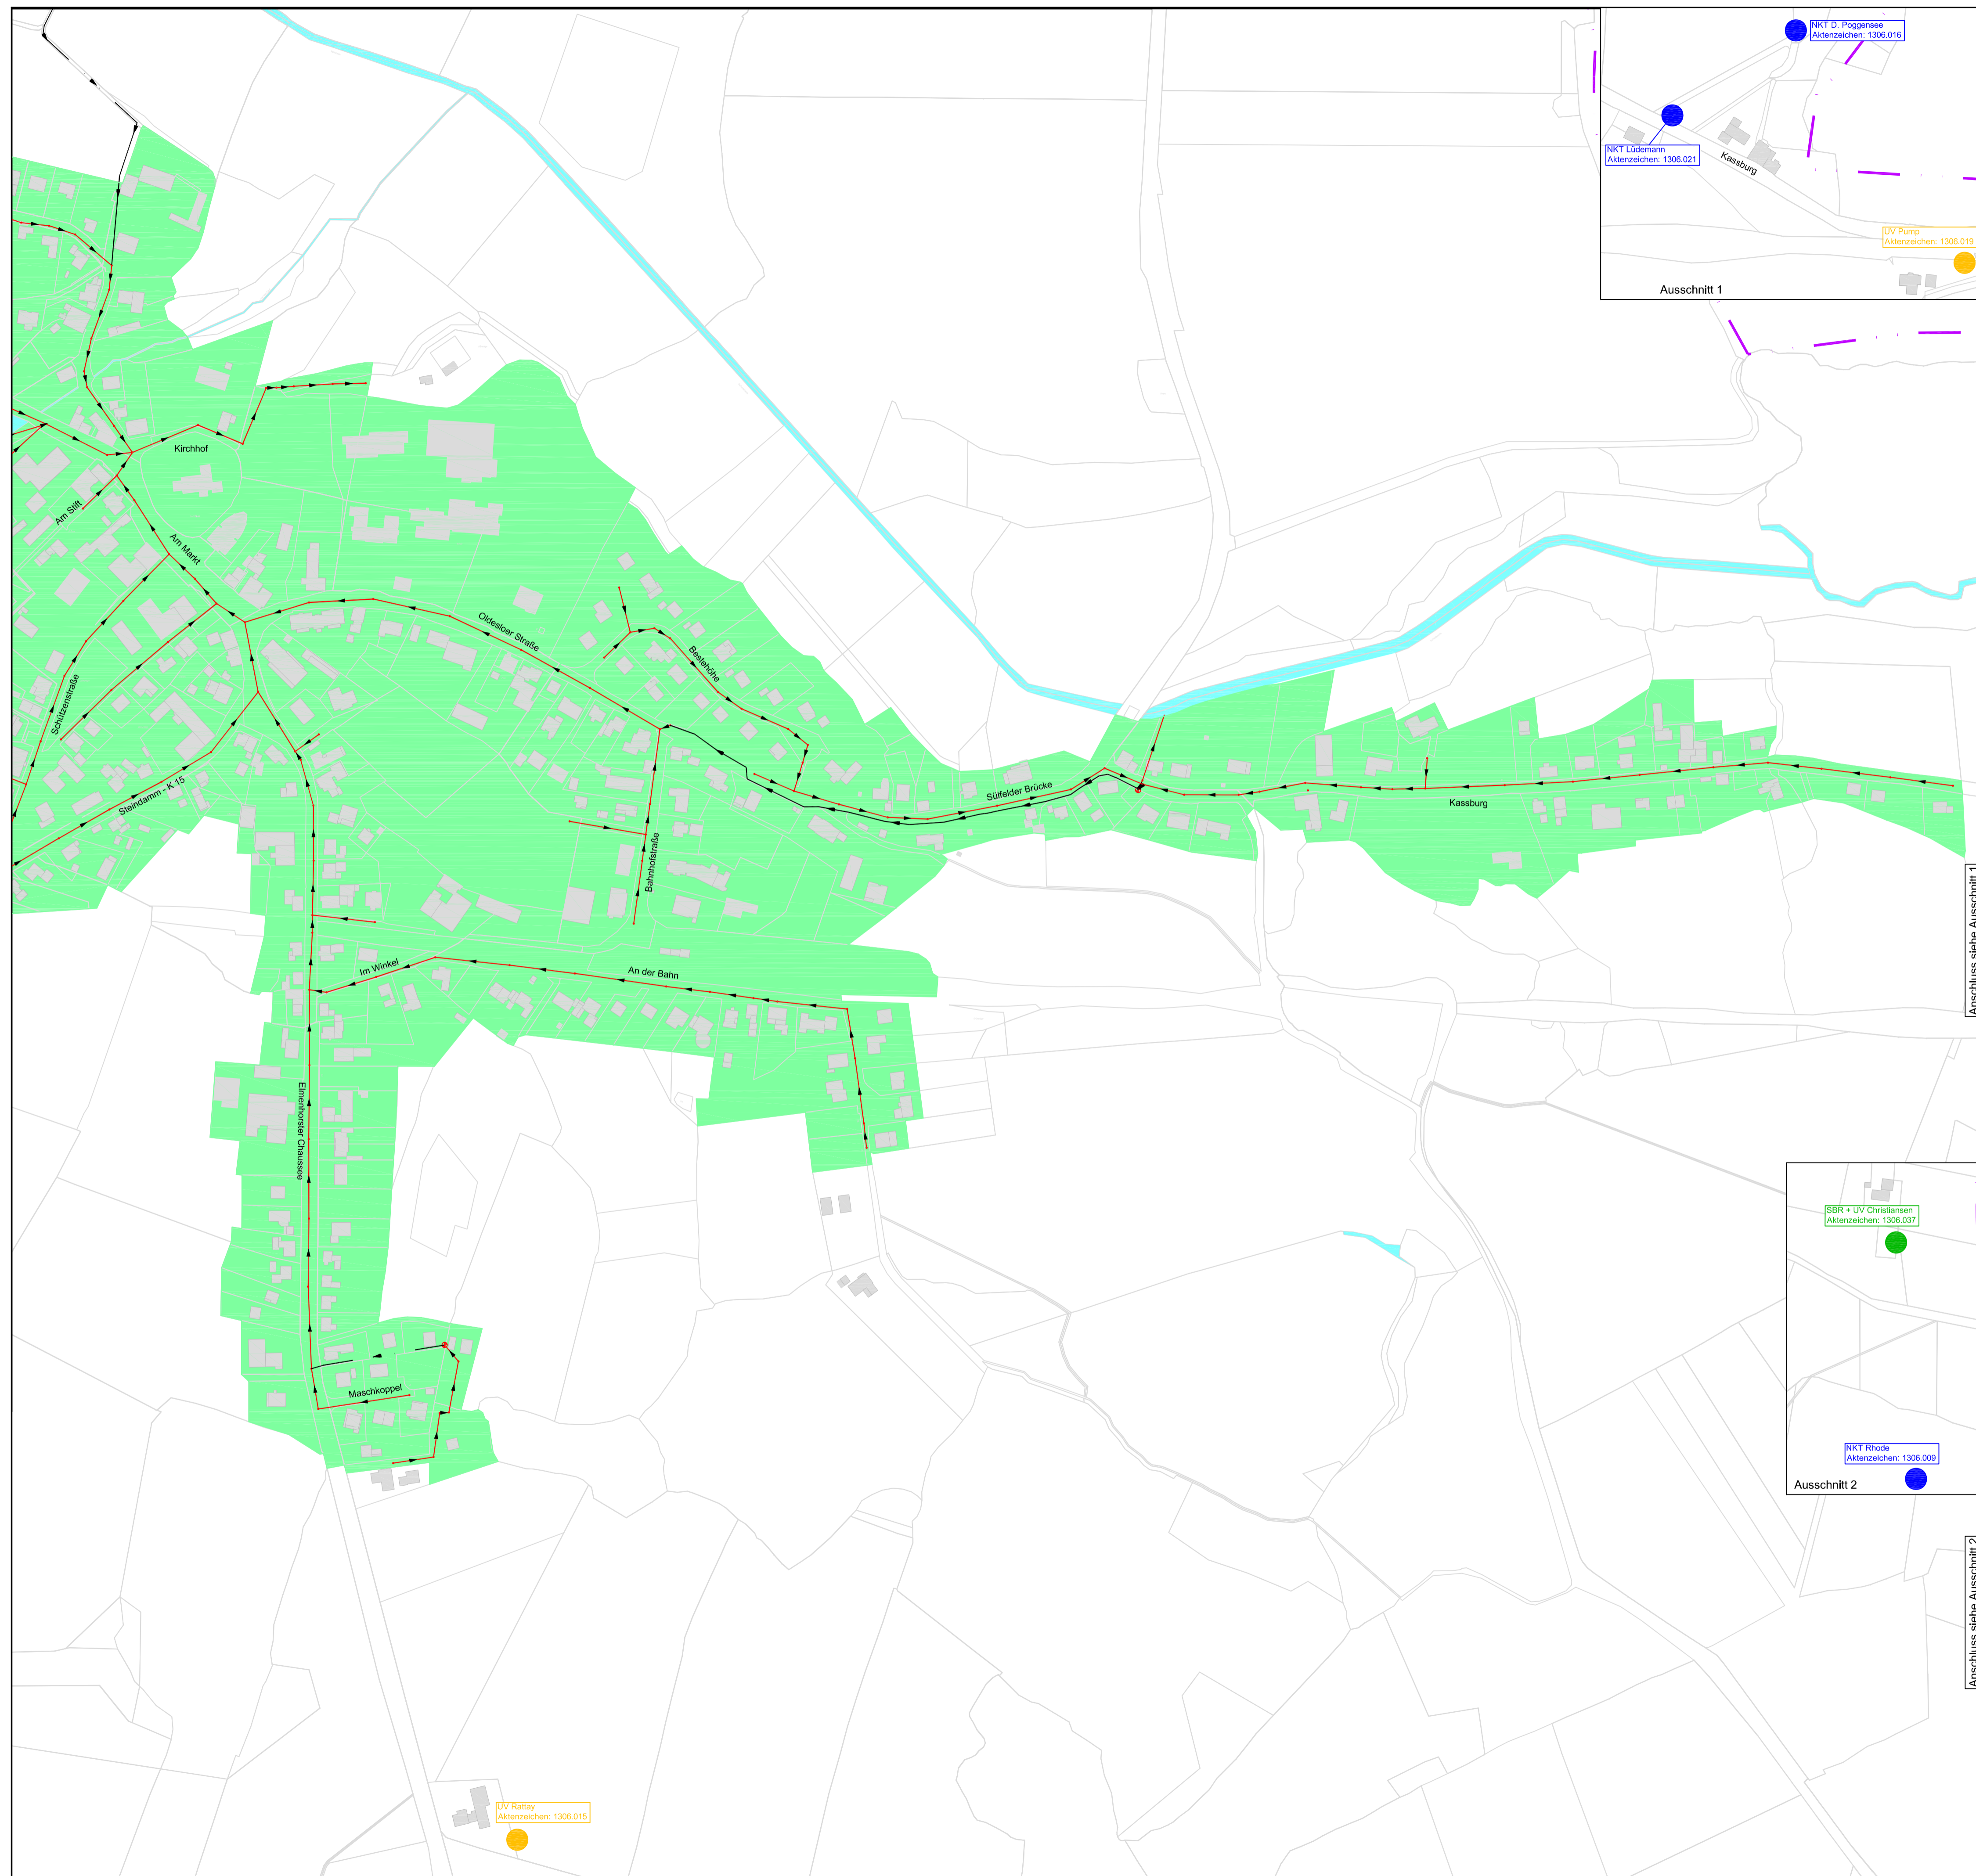 NKT D. Poggensee
Aktenzeichen: 1306.016
NKT Lüdemann
Aktenzeichen: 1306.021
Kassburg
UV Pump
Aktenzeichen: 1306.019
Ausschnitt 1
Kirchhof
Am Stift
Am Markt
Oldesloer Straße
Bestehöhe
Schützenstraße
Steindamm - K 15
Sülfelder Brücke
Kassburg
Bahnhofstraße
Anschluss siehe Ausschnitt 1
Im Winkel
An der Bahn
Elmenhorster Chaussee
SBR + UV Christiansen
Aktenzeichen: 1306.037
Maschkoppel
NKT Rhode
Aktenzeichen: 1306.009
Ausschnitt 2
Anschluss siehe Ausschnitt 2
UV Rattay
Aktenzeichen: 1306.015